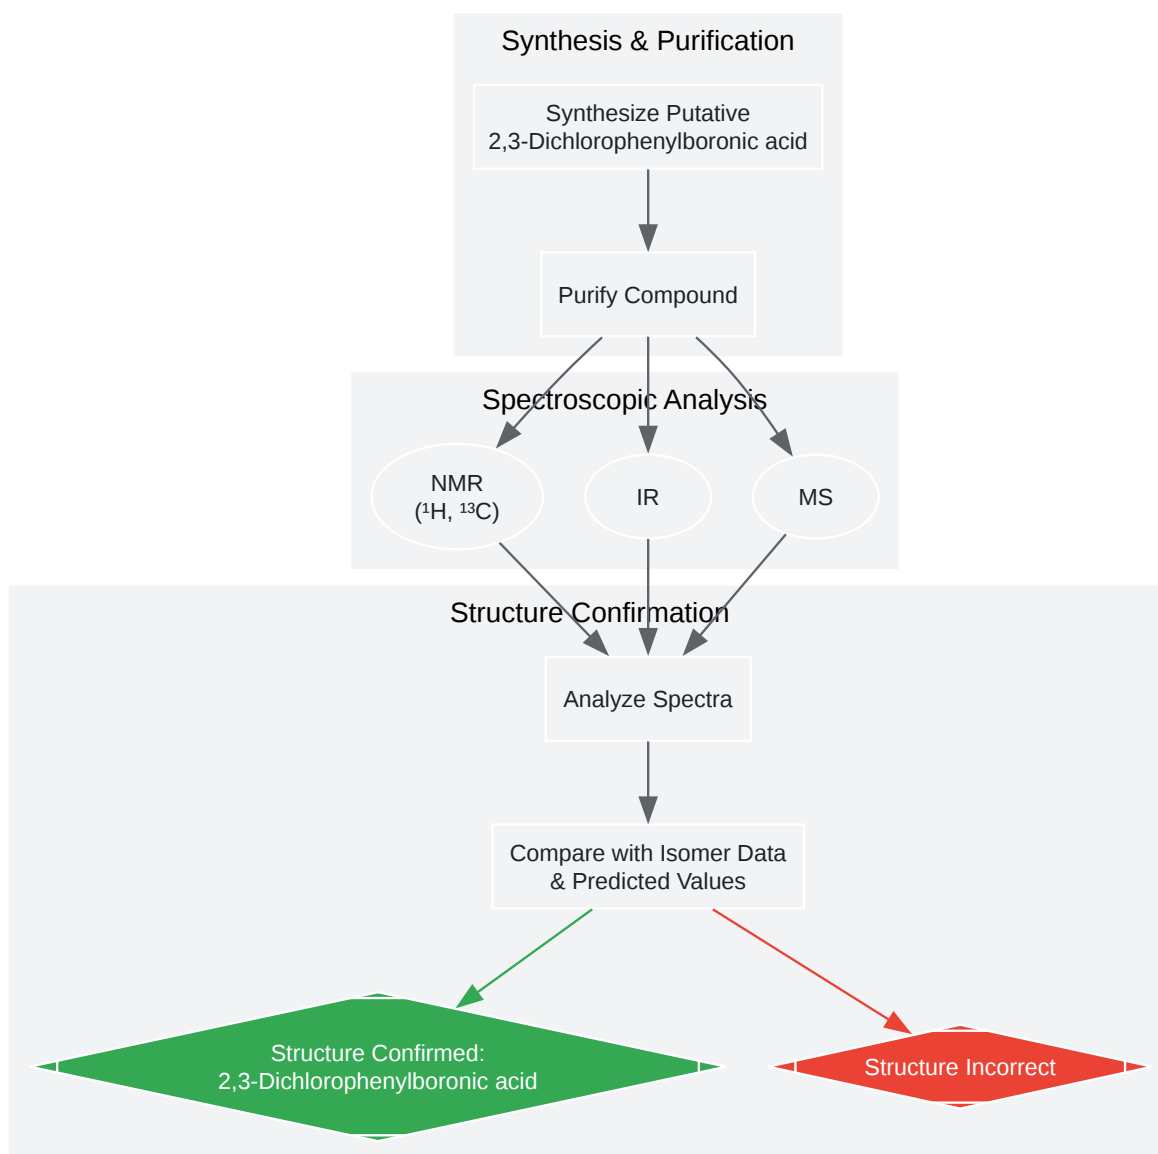 Synthesis & Purification
Synthesize Putative
2,3-Dichlorophenylboronic acid
Purify Compound
Spectroscopic Analysis
NMR
(¹H, ¹³C)
IR
MS
Structure Confirmation
Analyze Spectra
Compare with Isomer Data
& Predicted Values
Structure Confirmed:
2,3-Dichlorophenylboronic acid
Structure Incorrect